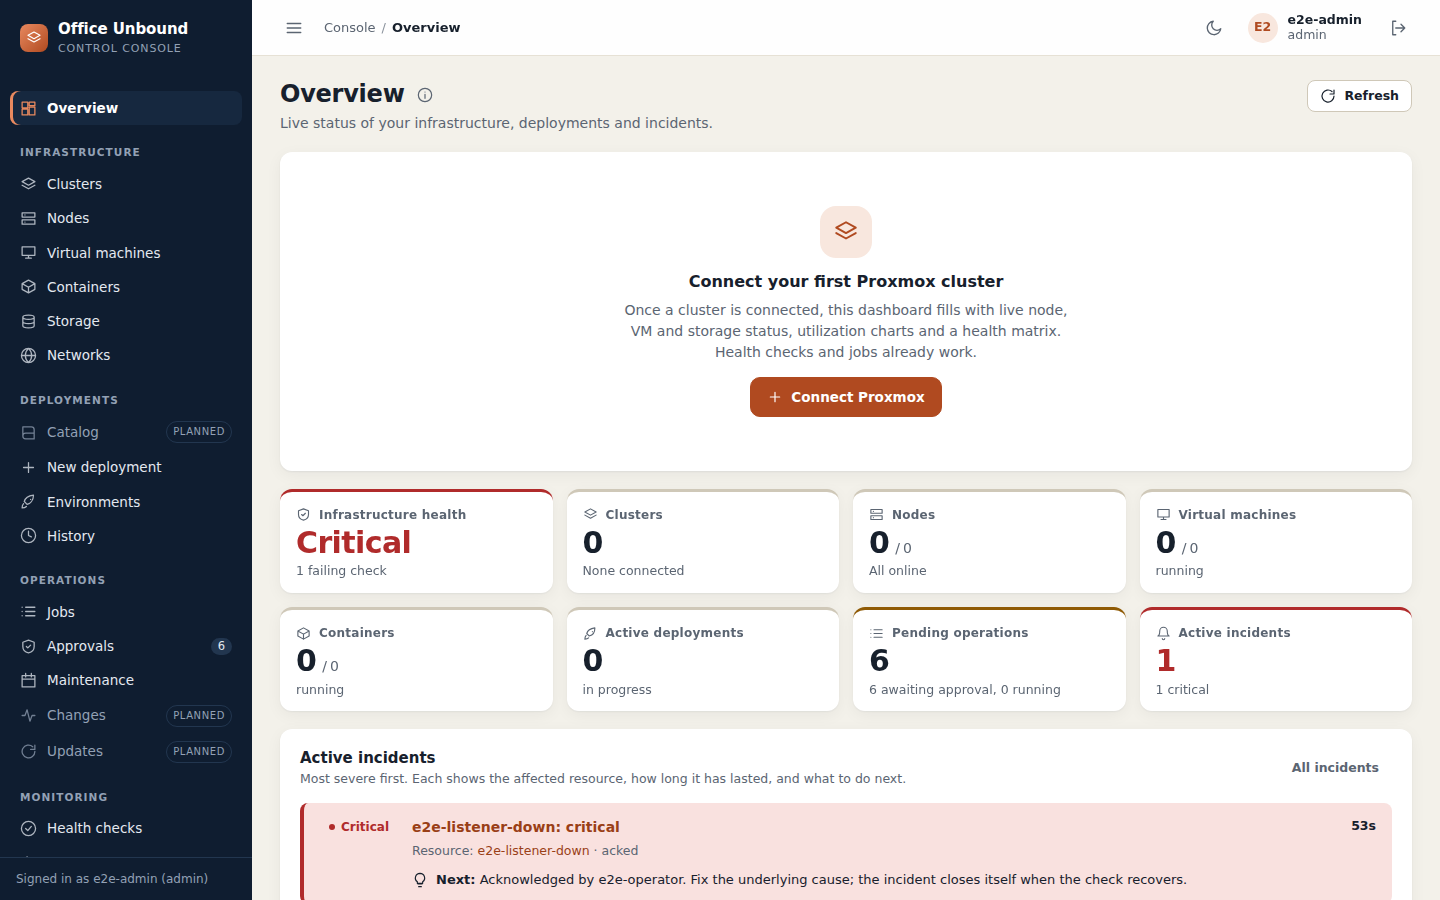 Office Unbound
CONTROL CONSOLE
Overview
INFRASTRUCTURE
Clusters
Nodes
Virtual machines
Containers
Storage
Networks
DEPLOYMENTS
Catalog PLANNED
New deployment
Environments
History
OPERATIONS
Jobs
Approvals 6
Maintenance
Changes PLANNED
Updates PLANNED
MONITORING
Health checks
Signed in as e2e-admin (admin)
Console / Overview
E2
e2e-admin
admin
Overview
Refresh
Live status of your infrastructure, deployments and incidents.
Connect your first Proxmox cluster
Once a cluster is connected, this dashboard fills with live node,
VM and storage status, utilization charts and a health matrix.
Health checks and jobs already work.
Connect Proxmox
Infrastructure health
Critical
1 failing check
Clusters
0
None connected
Nodes
0 / 0
All online
Virtual machines
0 / 0
running
Containers
0 / 0
running
Active deployments
0
in progress
Pending operations
6
6 awaiting approval, 0 running
Active incidents
1
1 critical
Active incidents
Most severe first. Each shows the affected resource, how long it has lasted, and what to do next.
All incidents
Critical
e2e-listener-down: critical
53s
Resource: e2e-listener-down · acked
Next: Acknowledged by e2e-operator. Fix the underlying cause; the incident closes itself when the check recovers.